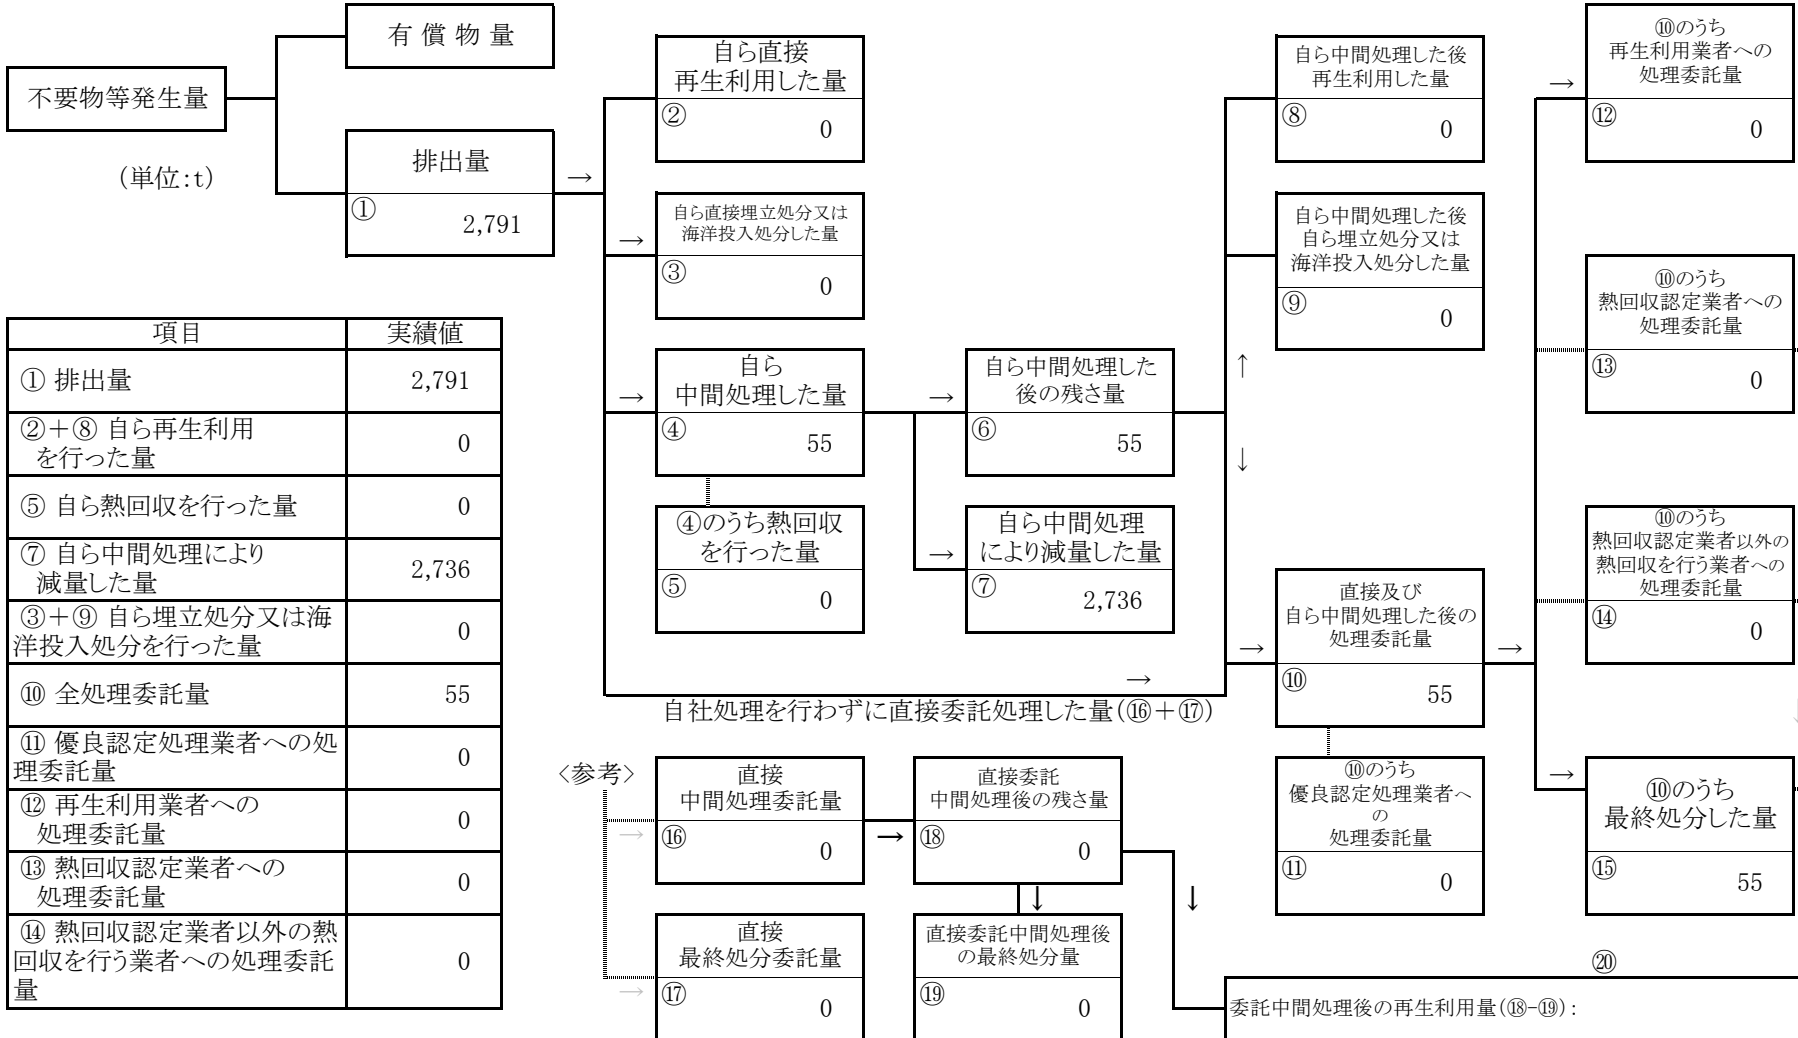 有 償 物 量
不要物等発生量
(単位:t)
排出量
①
2,791
→
自ら直接
再生利用した量
②
0
→
自ら直接埋立処分又は
海洋投入処分した量
③
0
→
自ら
中間処理した量
④
55
④のうち熱回収
を行った量
⑤
0
→
自ら中間処理した
後の残さ量
⑥
55
→
自ら中間処理
により減量した量
⑦
2,736
自ら中間処理した後
再生利用した量
⑧
0
自ら中間処理した後
自ら埋立処分又は
海洋投入処分した量
⑨
0
↑
↓
→
直接及び
自ら中間処理した後の
処理委託量
⑩
55
→
⑩のうち
優良認定処理業者へ
の
処理委託量
⑪
0
→
⑩のうち
再生利用業者への
処理委託量
⑫
0
⑩のうち
熱回収認定業者への
処理委託量
⑬
0
⑩のうち
熱回収認定業者以外の
熱回収を行う業者への
処理委託量
⑭
0
→
⑩のうち
最終処分した量
⑮
55
→
自社処理を行わずに直接委託処理した量(⑯+⑰)
項目 実績値
① 排出量 2,791
②+⑧ 自ら再生利用
を行った量 0
⑤ 自ら熱回収を行った量 0
⑦ 自ら中間処理により
減量した量 2,736
③+⑨ 自ら埋立処分又は海
洋投入処分を行った量 0
⑩ 全処理委託量 55
⑪ 優良認定処理業者への処
理委託量 0
⑫ 再生利用業者への
処理委託量 0
⑬ 熱回収認定業者への
処理委託量 0
⑭ 熱回収認定業者以外の熱
回収を行う業者への処理委託
量 0
<参考>
→
直接
中間処理委託量
⑯
0
→
直接委託
中間処理後の残さ量
⑱
0
↓
↓
→
直接
最終処分委託量
⑰
0
直接委託中間処理後
の最終処分量
⑲
0
⑳
委託中間処理後の再生利用量(⑱-⑲):